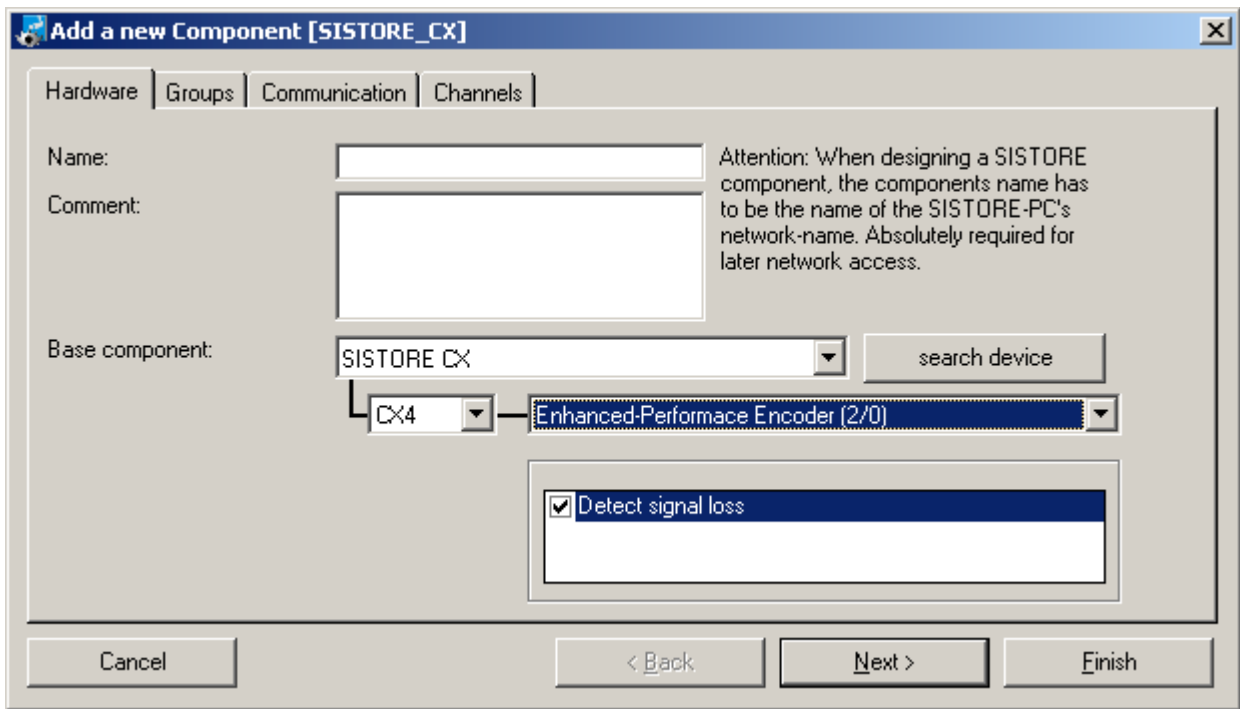 Add a new Component [SISTORE_CX]
Hardware Groups Communication Channels
Name:
Attention: When designing a SISTORE
component, the components name has
to be the name of the SISTORE-PC's
network-name. Absolutely required for
later network access.
Comment:
Base component:
SISTORE CX
search device
CX4
Enhanced-Performace Encoder (2/0)
Detect signal loss
Cancel
< Back
Next >
Finish